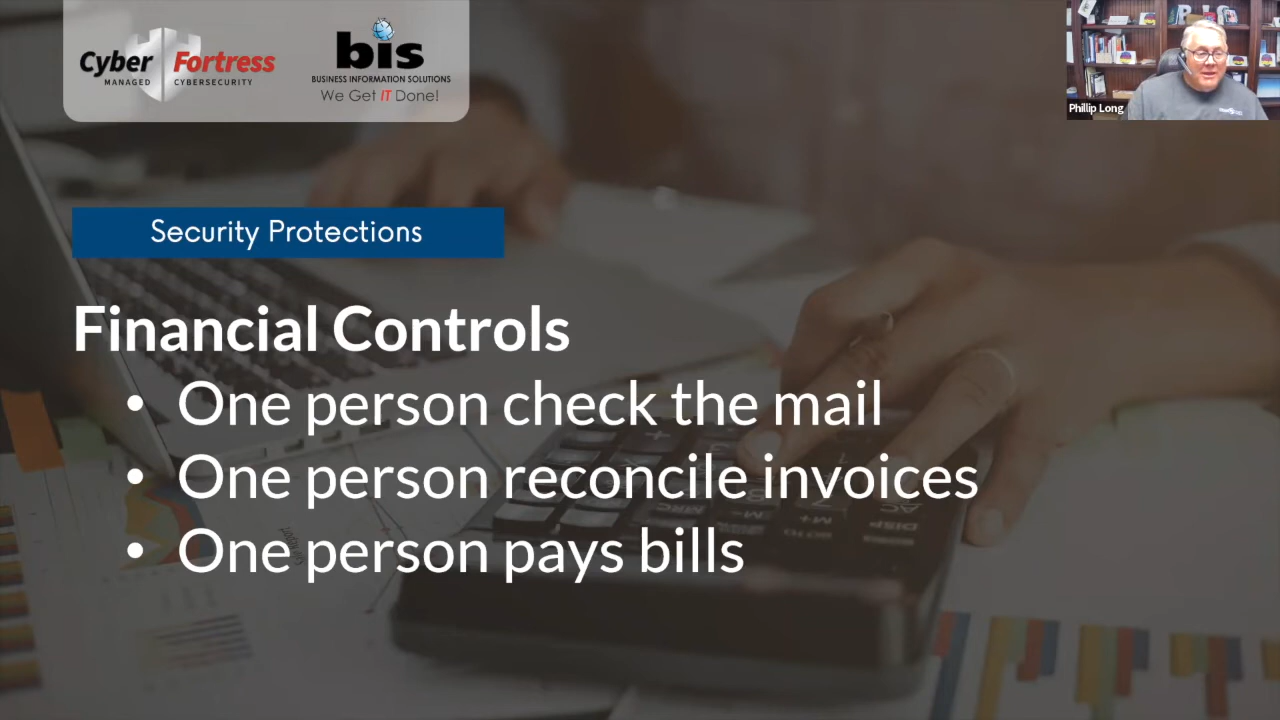 Cyber Fortress
MANAGED CYBERSECURITY
bis
BUSINESS INFORMATION SOLUTIONS
We Get IT Done!
Phillip Long
Security Protections
Financial Controls
• One person check the mail
• One person reconcile invoices
• One person pays bills